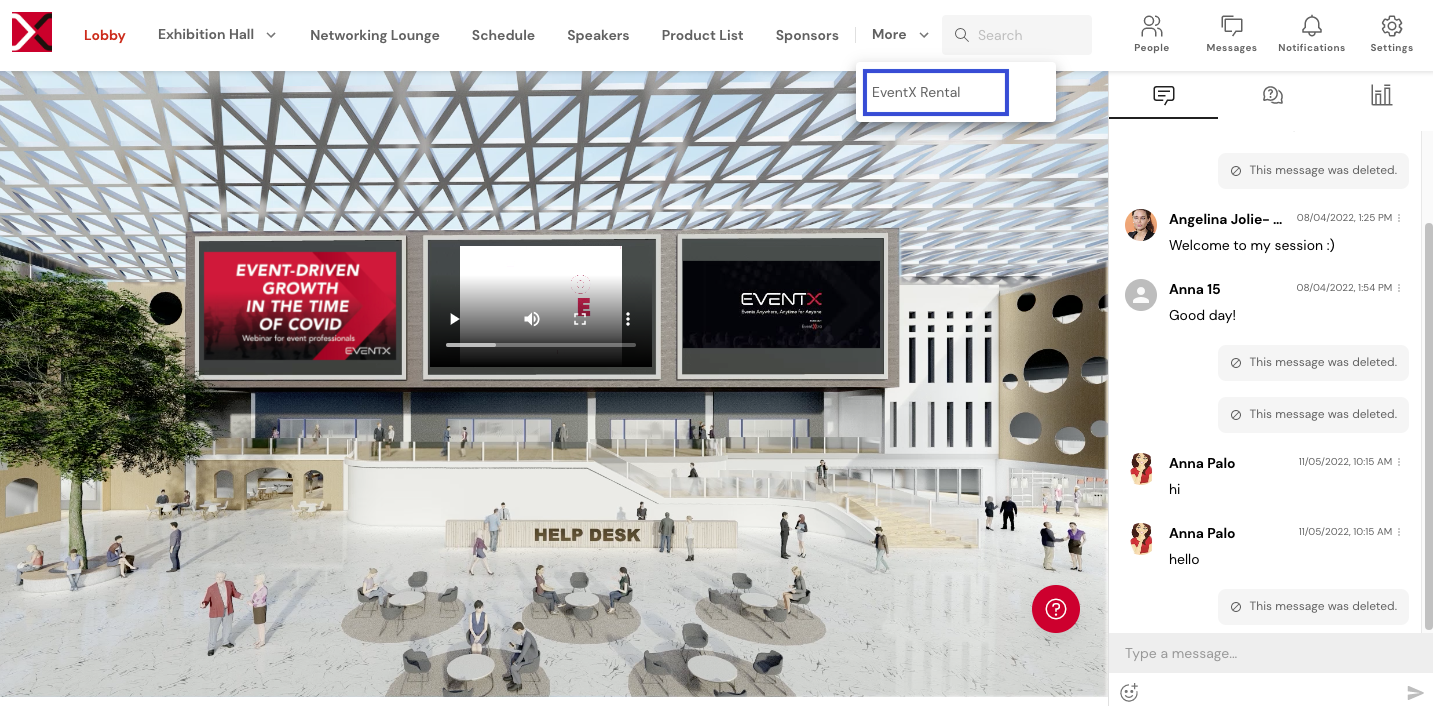 Lobby
Exhibition Hall
Networking Lounge
Schedule
Speakers
Product List
Sponsors
More
Search
People
Messages
Notifications
Settings
EventX Rental
EVENT-DRIVEN
GROWTH
IN THE TIME
OF COVID
Webinar for event professionals
EVENTX
E
EVENTX
Events Anywhere, Anytime for Anyone
HELP DESK
This message was deleted.
Angelina Jolie- ...
08/04/2022, 1:25 PM
Welcome to my session :)
Anna 15
08/04/2022, 1:54 PM
Good day!
This message was deleted.
This message was deleted.
Anna Palo
11/05/2022, 10:15 AM
hi
Anna Palo
11/05/2022, 10:15 AM
hello
This message was deleted.
Type a message...